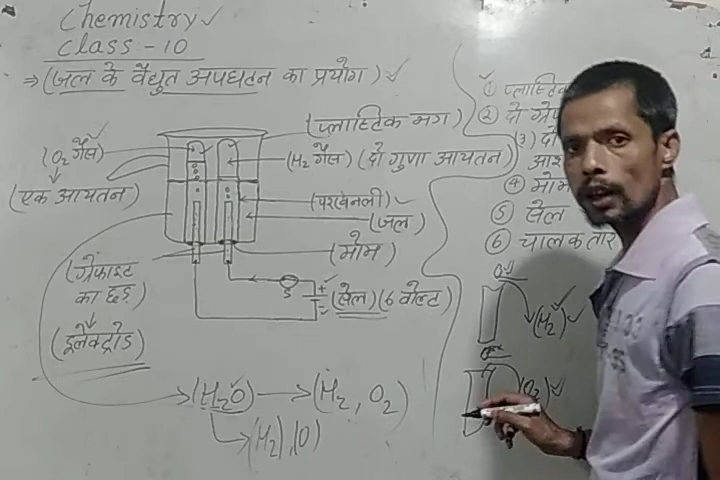 Chemistry
Class - 10
⇒ (जल के वैद्युत अपघटन का प्रयोग)
(प्लास्टिक मग)
(O₂ गैस)
(H₂ गैस) (दो गुणा आयतन)
(एक आयतन)
(परखनली)
(जल)
(मोम)
(ग्रेफाइट
का छड़)
(इलेक्ट्रोड)
S
+
-
(सेल) (6 वोल्ट)
(H₂O) → (H₂, O₂)
(H₂), (O)
① प्लास्टिक
② दो
(3) दो
④ मोम
⑤ सेल
⑥ चालक तार
(H₂)
(O₂)